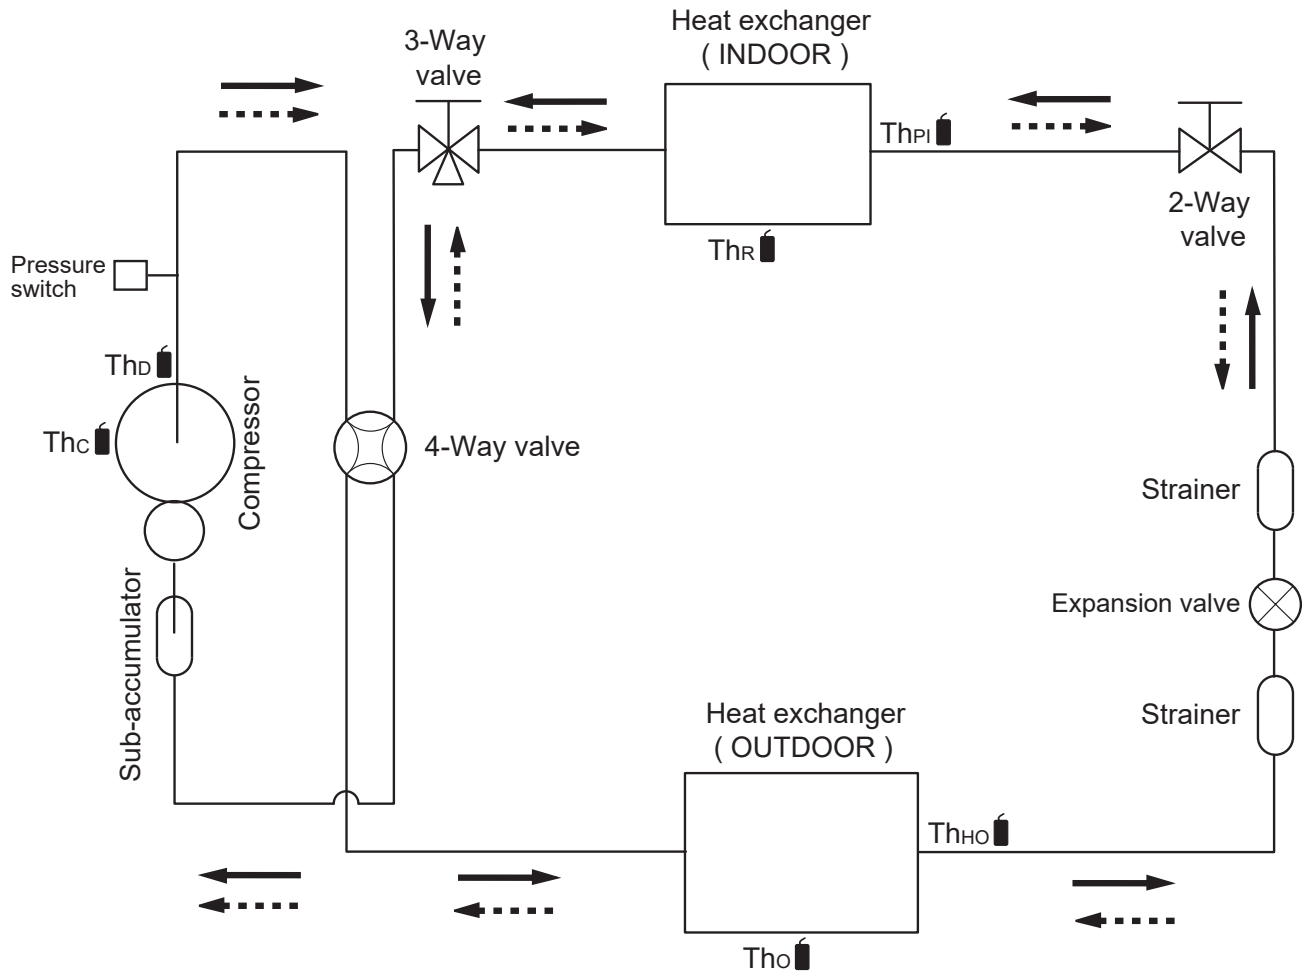 Heat exchanger
( INDOOR )
3-Way
valve
ThPI
2-Way
valve
ThR
Pressure
switch
ThD
ThC
Compressor
4-Way valve
Strainer
Expansion valve
Sub-accumulator
Strainer
Heat exchanger
( OUTDOOR )
ThHO
ThO